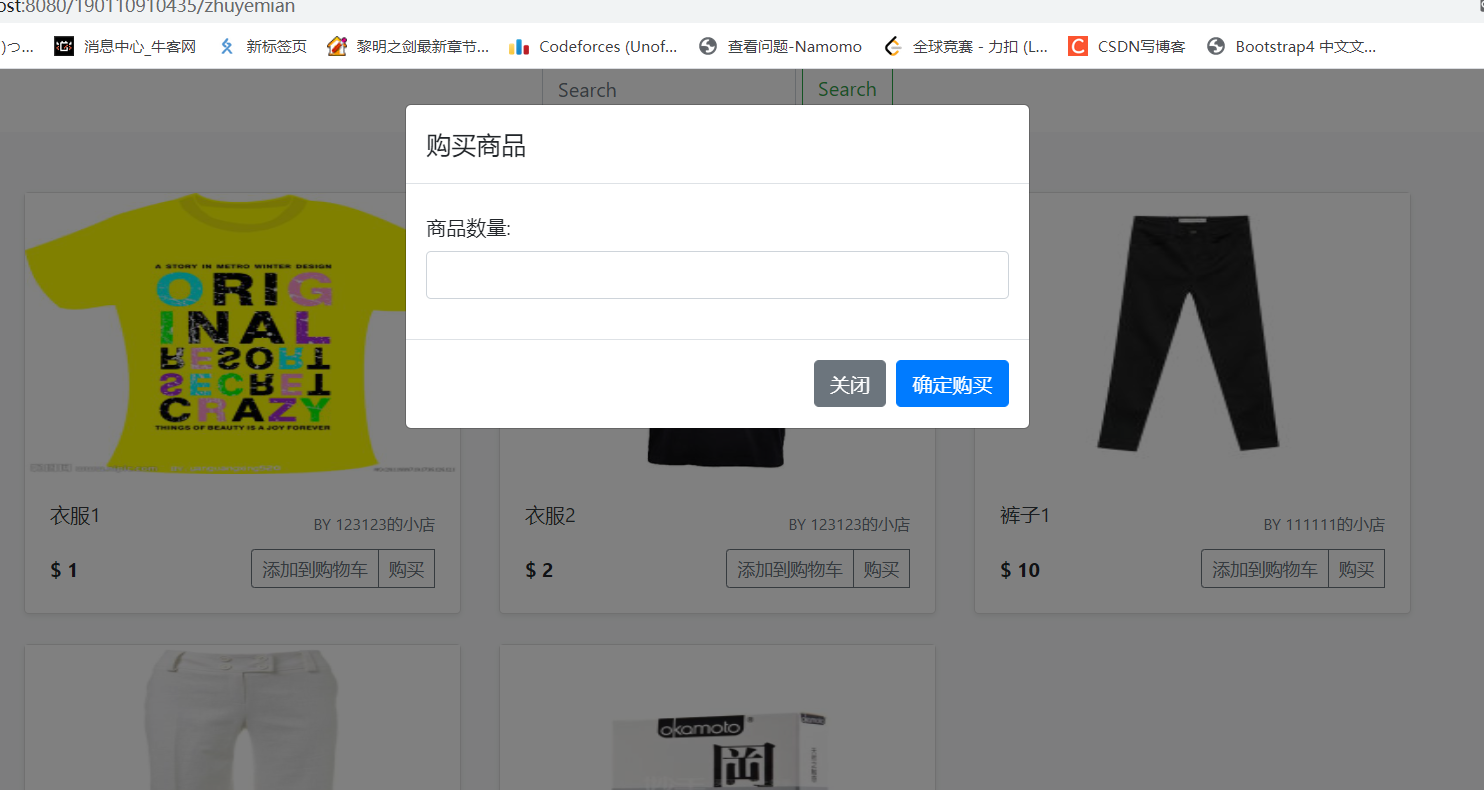 ost:8080/190110910435/zhuyemian
)つ... 消息中心_牛客网 新标签页 黎明之剑最新章节... Codeforces (Unof... 查看问题-Namomo 全球竞赛 - 力扣 (L... CSDN写博客 Bootstrap4 中文文...
Search Search
购买商品
商品数量:
关闭 确定购买
A STORY IN METRO WINTER DESIGN
ORIG
INAL
RESORT
SECRET
CRAZY
THINGS OF BEAUTY IS A JOY FOREVER
衣服1 BY 123123的小店
$ 1 添加到购物车 购买
衣服2 BY 123123的小店
$ 2 添加到购物车 购买
裤子1 BY 111111的小店
$ 10 添加到购物车 购买
okamoto
岡